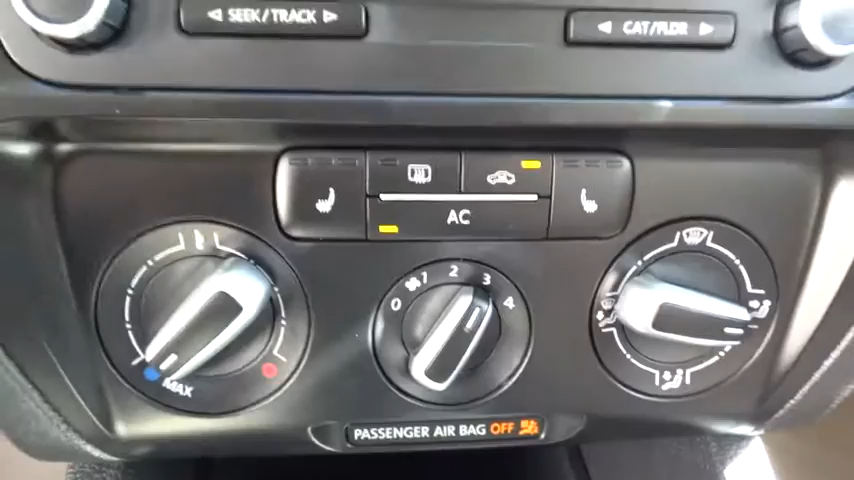 SEEK/TRACK
CAT/FLDR
AC
0 1 2 3 4
MAX
PASSENGER AIR BAG OFF